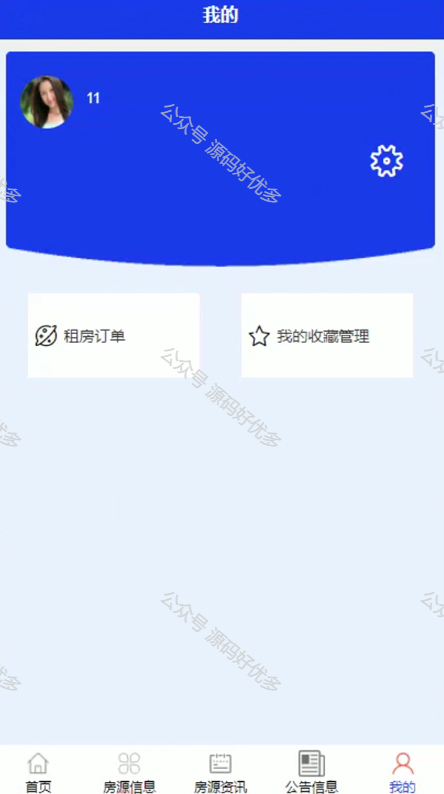 我的
11
公众号 源码好优多
租房订单
我的收藏管理
公众号 源码好优多
公众号 源码好优多
首页
房源信息
房源资讯
公告信息
我的